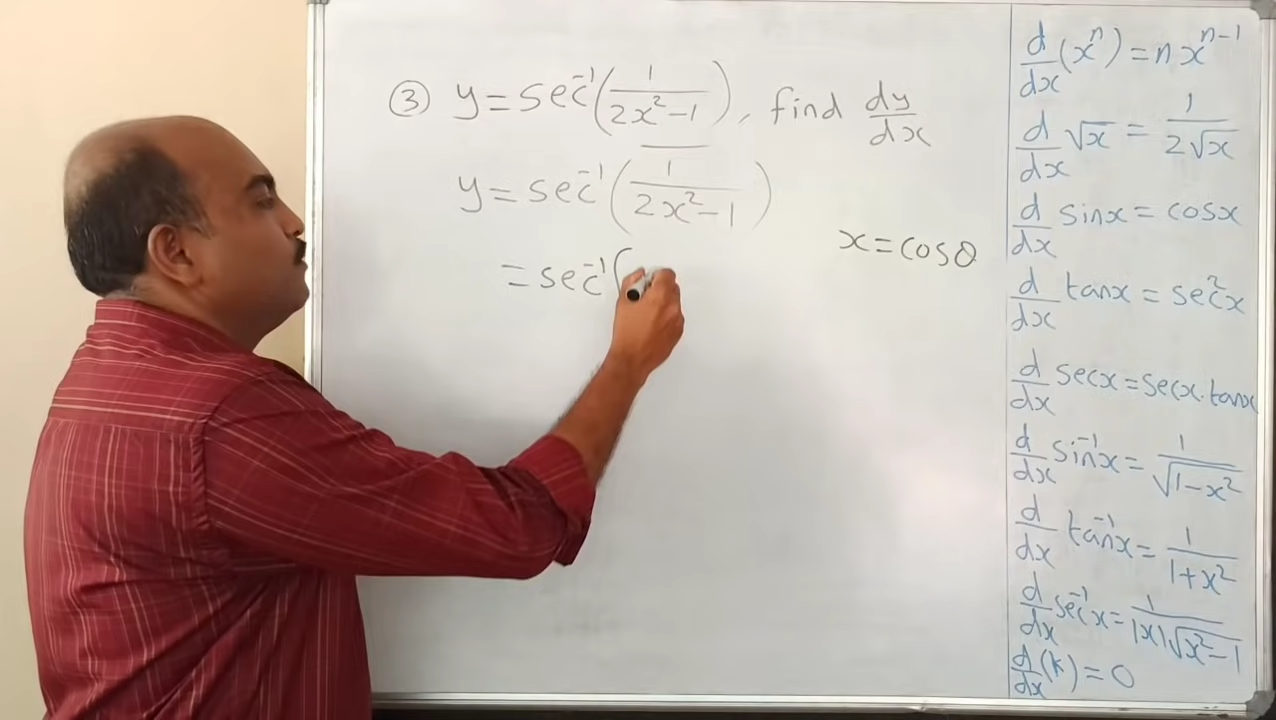 ③ y = sec⁻¹(1/(2x²−1)), find dy/dx
y = sec⁻¹(1/(2x²−1))
x = cosθ
= sec⁻¹(
d/dx (xⁿ) = n xⁿ⁻¹
d/dx √x = 1/(2√x)
d/dx sinx = cosx
d/dx tanx = sec²x
d/dx secx = secx·tanx
d/dx sin⁻¹x = 1/√(1−x²)
d/dx tan⁻¹x = 1/(1+x²)
d/dx sec⁻¹x = 1/(|x|√(x²−1))
d/dx (k) = 0